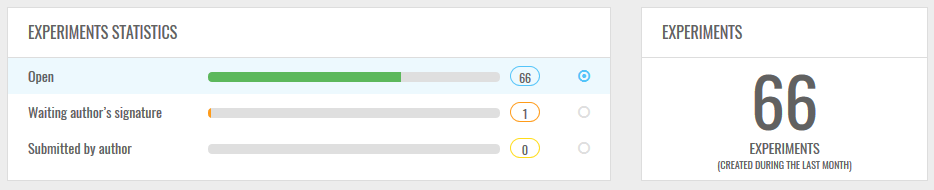 EXPERIMENTS STATISTICS
Open 66
Waiting author's signature 1
Submitted by author 0
EXPERIMENTS
66
EXPERIMENTS
(CREATED DURING THE LAST MONTH)